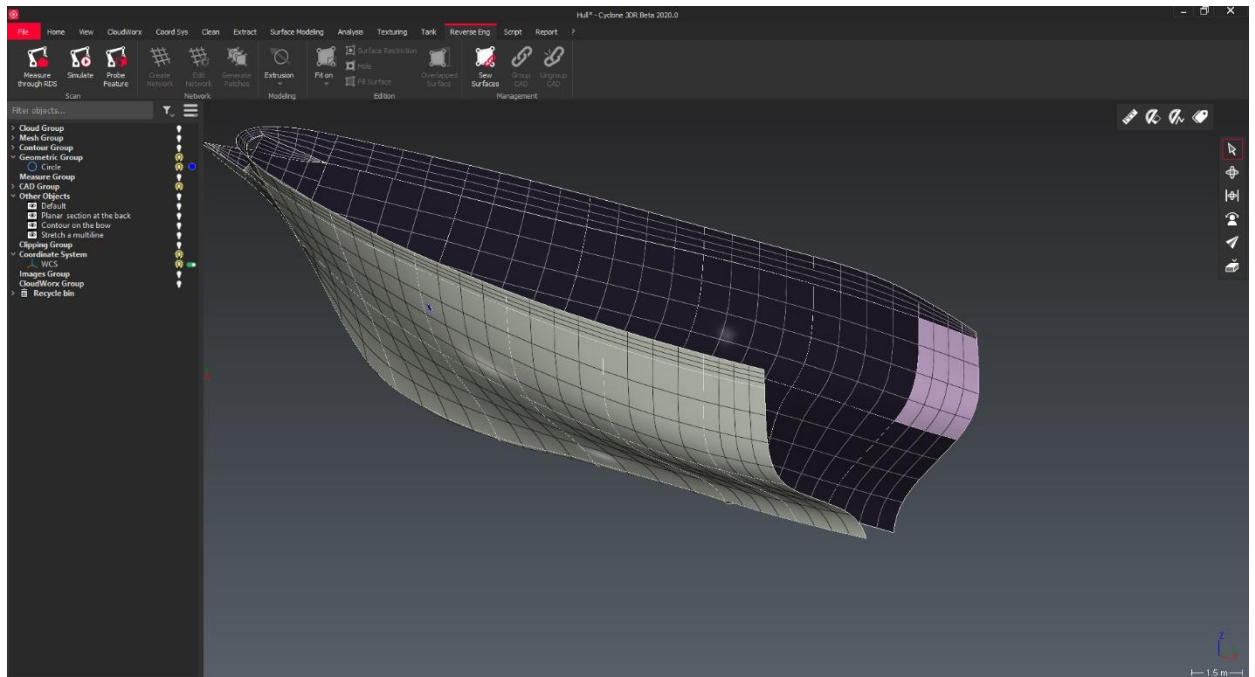 Hull* - Cyclone 3DR Beta 2020.0
File Home View CloudWorx Coord Sys Clean Extract Surface Modeling Analysis Texturing Tank Reverse Eng Script Report ?
Measure through RDS
Simulate
Probe Feature
Scan
Create Network
Edit Network
Generate Patches
Network
Extrusion
Modeling
Fit on
Surface Restriction
Hole
Fill Surface
Overlapped Surface
Edition
Sew Surfaces
Group CAD
Ungroup CAD
Management
Filter objects...
Cloud Group
Mesh Group
Contour Group
Geometric Group
Circle
Measure Group
CAD Group
Other Objects
Default
Planar section at the back
Contour on the bow
Stretch a multiline
Clipping Group
Coordinate System
WCS
Images Group
CloudWorx Group
Recycle bin
Z
1.5 m